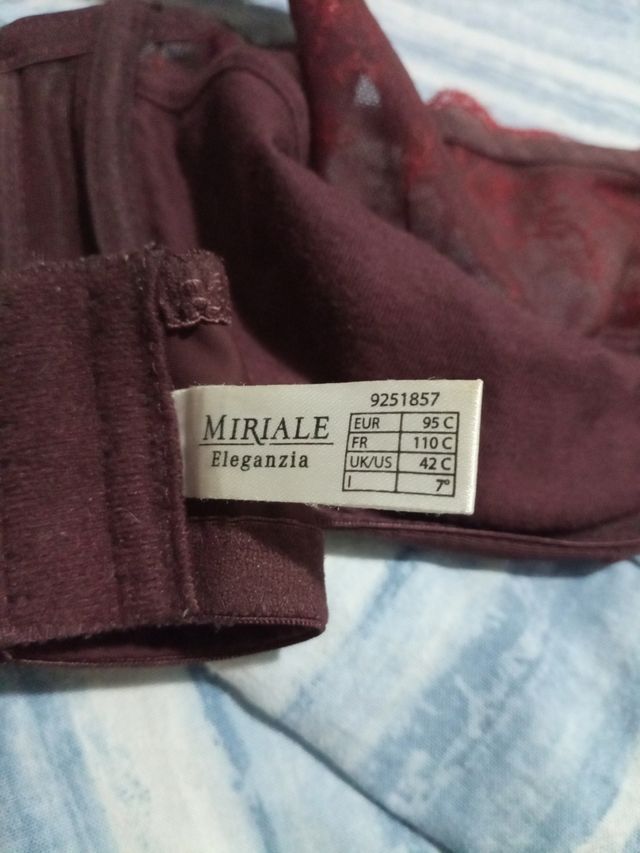 9251857
MIRIALE
Eleganzia
EUR 95 C
FR 110 C
UK/US 42 C
I 7°